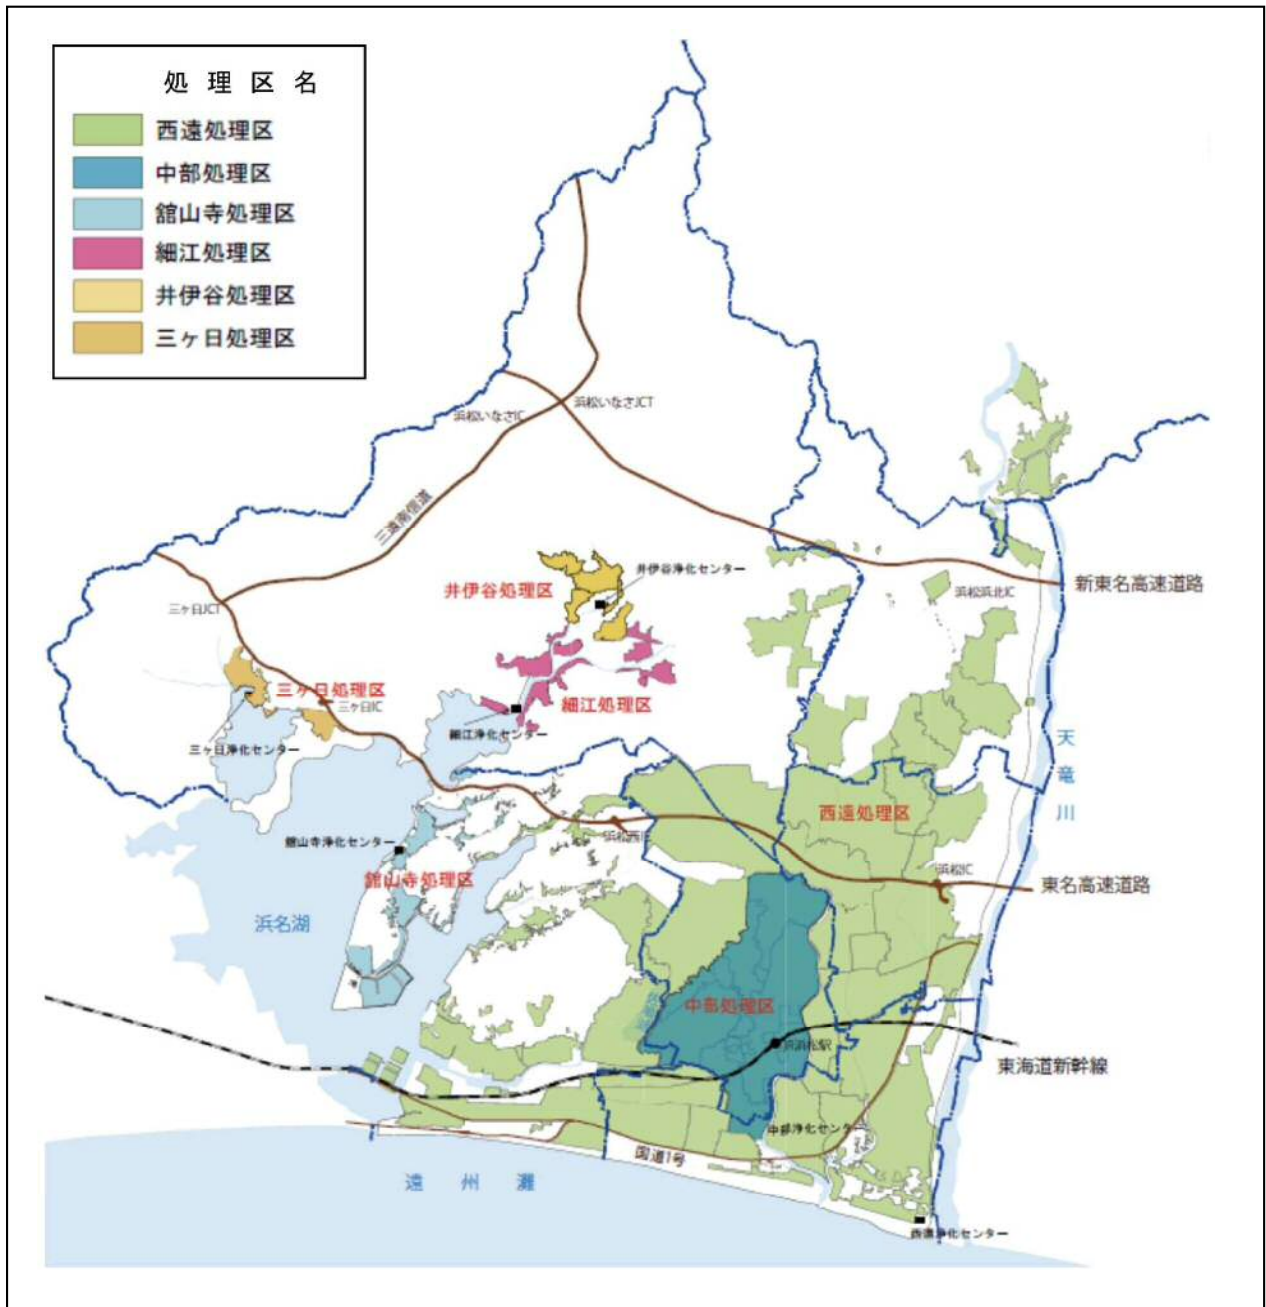 処理区名
西遠処理区
中部処理区
舘山寺処理区
細江処理区
井伊谷処理区
三ヶ日処理区
浜松いなさJCT
浜松いなさIC
三遠南信道
井伊谷浄化センター
新東名高速道路
井伊谷処理区
浜松浜北IC
三ヶ日JCT
三ヶ日処理区
三ヶ日IC
細江処理区
細江浄化センター
三ヶ日浄化センター
天竜川
西遠処理区
浜松西IC
舘山寺浄化センター
浜松IC
舘山寺処理区
東名高速道路
浜名湖
中部処理区
JR浜松駅
東海道新幹線
中部浄化センター
国道1号
遠州灘
西遠浄化センター